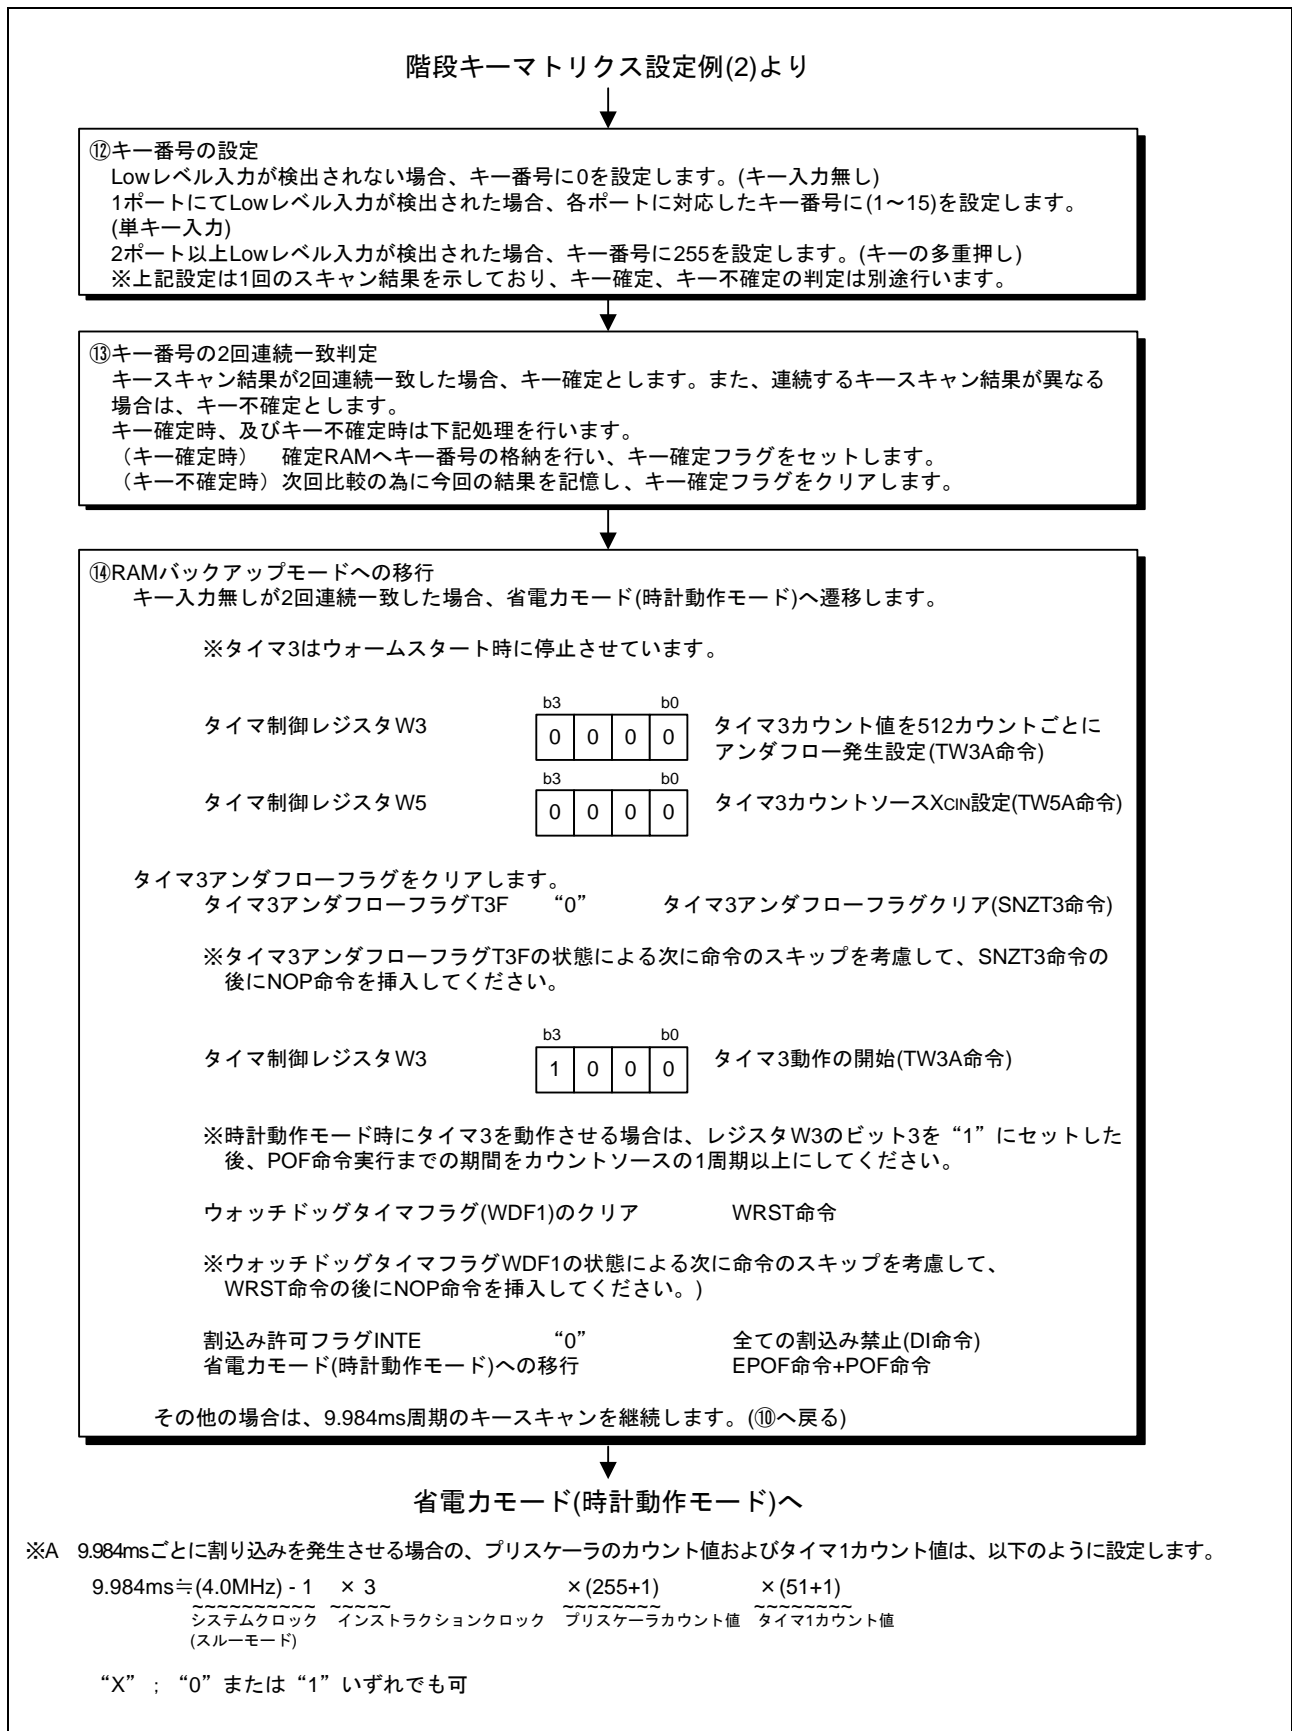 階段キーマトリクス設定例(2)より
⑫キー番号の設定
Lowレベル入力が検出されない場合、キー番号に0を設定します。(キー入力無し)
1ポートにてLowレベル入力が検出された場合、各ポートに対応したキー番号に(1～15)を設定します。
(単キー入力)
2ポート以上Lowレベル入力が検出された場合、キー番号に255を設定します。(キーの多重押し)
※上記設定は1回のスキャン結果を示しており、キー確定、キー不確定の判定は別途行います。
⑬キー番号の2回連続一致判定
キースキャン結果が2回連続一致した場合、キー確定とします。また、連続するキースキャン結果が異なる
場合は、キー不確定とします。
キー確定時、及びキー不確定時は下記処理を行います。
（キー確定時）　確定RAMへキー番号の格納を行い、キー確定フラグをセットします。
（キー不確定時）次回比較の為に今回の結果を記憶し、キー確定フラグをクリアします。
⑭RAMバックアップモードへの移行
キー入力無しが2回連続一致した場合、省電力モード(時計動作モード)へ遷移します。
※タイマ3はウォームスタート時に停止させています。
b3 b0
タイマ制御レジスタW3 0 0 0 0 タイマ3カウント値を512カウントごとに
アンダフロー発生設定(TW3A命令)
b3 b0
タイマ制御レジスタW5 0 0 0 0 タイマ3カウントソースXCIN設定(TW5A命令)
タイマ3アンダフローフラグをクリアします。
タイマ3アンダフローフラグT3F “0” タイマ3アンダフローフラグクリア(SNZT3命令)
※タイマ3アンダフローフラグT3Fの状態による次に命令のスキップを考慮して、SNZT3命令の
後にNOP命令を挿入してください。
b3 b0
タイマ制御レジスタW3 1 0 0 0 タイマ3動作の開始(TW3A命令)
※時計動作モード時にタイマ3を動作させる場合は、レジスタW3のビット3を“1”にセットした
後、POF命令実行までの期間をカウントソースの1周期以上にしてください。
ウォッチドッグタイマフラグ(WDF1)のクリア WRST命令
※ウォッチドッグタイマフラグWDF1の状態による次に命令のスキップを考慮して、
WRST命令の後にNOP命令を挿入してください。)
割込み許可フラグINTE “0” 全ての割込み禁止(DI命令)
省電力モード(時計動作モード)への移行 EPOF命令+POF命令
その他の場合は、9.984ms周期のキースキャンを継続します。(⑩へ戻る)
省電力モード(時計動作モード)へ
※A 9.984msごとに割り込みを発生させる場合の、プリスケーラのカウント値およびタイマ1カウント値は、以下のように設定します。
9.984ms≒(4.0MHz) - 1 × 3 ×(255+1) ×(51+1)
システムクロック インストラクションクロック プリスケーラカウント値 タイマ1カウント値
(スルーモード)
“X” ; “0” または “1” いずれでも可